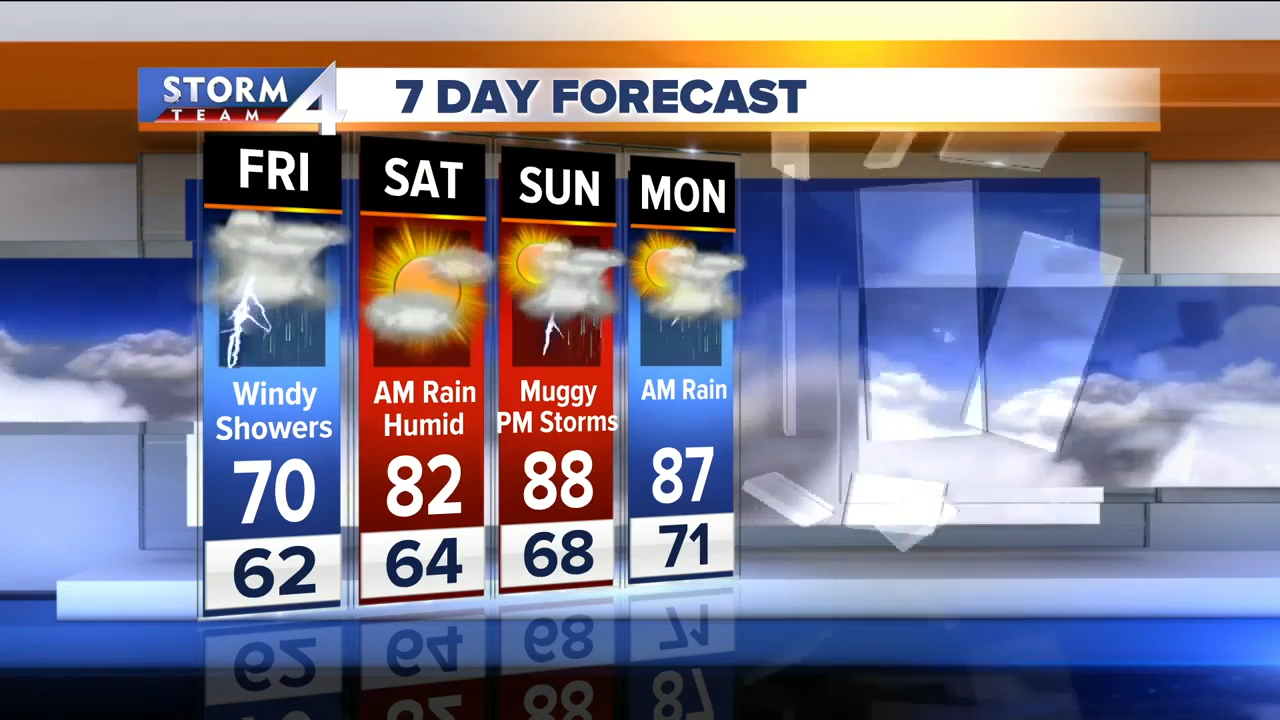 STORM 4
TEAM
7 DAY FORECAST
FRI
Windy
Showers
70
62
SAT
AM Rain
Humid
82
64
SUN
Muggy
PM Storms
88
68
MON
AM Rain
87
71